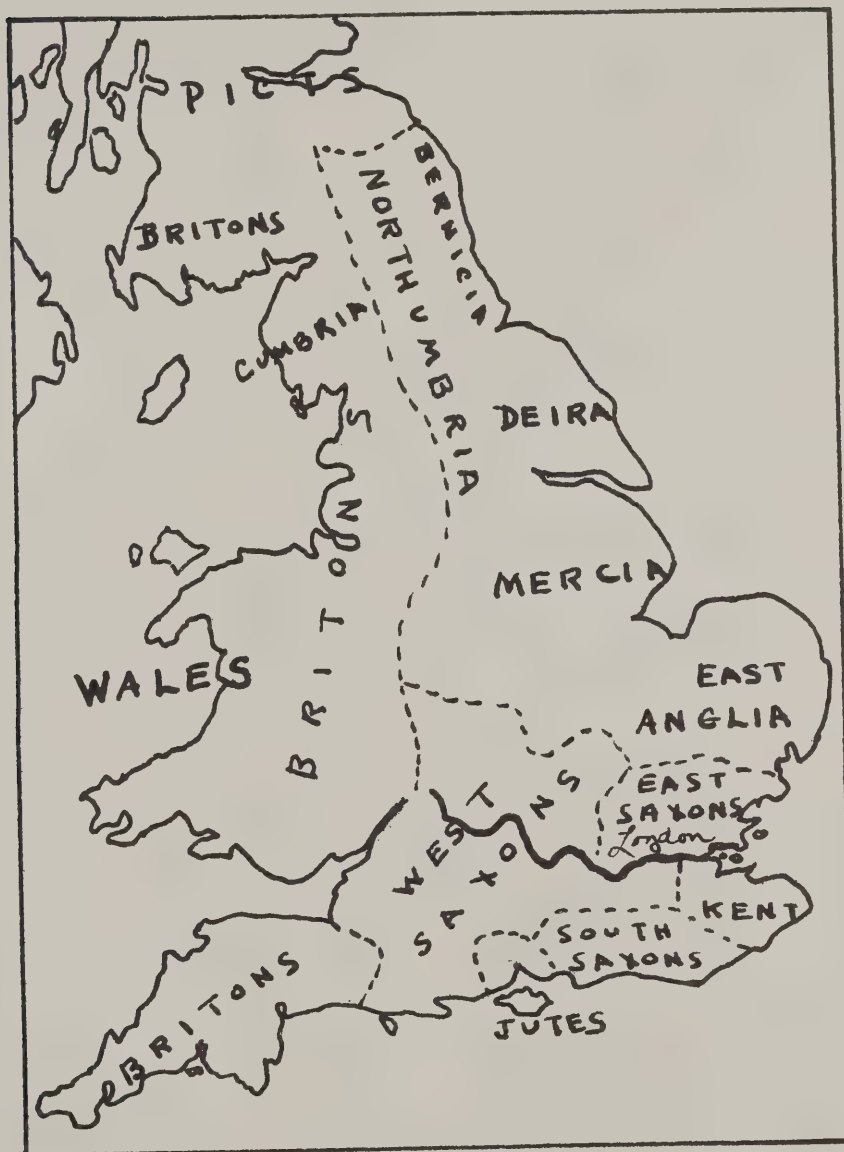 PICTS
BERNICIA
NORTHUMBRIA
BRITONS
CUMBRIA
DEIRA
BRITONS
MERCIA
WALES
EAST
ANGLIA
EAST
SAXONS
London
WEST
SAXONS
KENT
SOUTH
SAXONS
BRITONS
JUTES